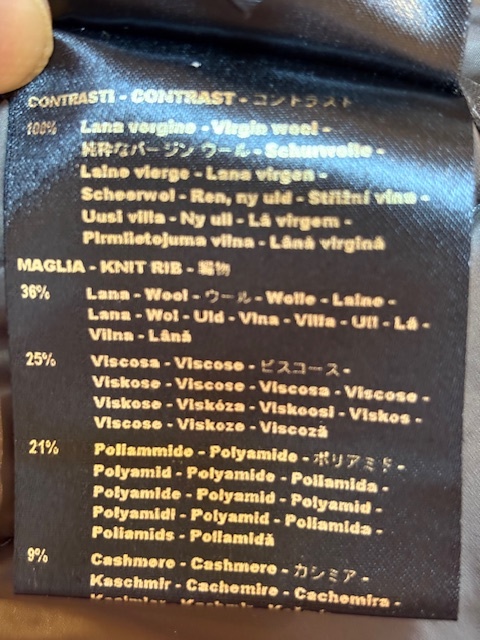 CONTRASTI - CONTRAST - コントラスト
100% Lana vergine - Virgin wool -
純粋なバージン ウール - Schurwolle -
Laine vierge - Lana virgen -
Scheerwol - Ren, ny uld - Střižní vlna -
Uusi villa - Ny ull - Lã virgem -
Pirmlietojuma vilna - Lână virgină
MAGLIA - KNIT RIB - 編物
36% Lana - Wool - ウール - Wolle - Laine -
Lana - Wol - Uld - Vlna - Villa - Ull - Lã -
Vilna - Lână
25% Viscosa - Viscose - ビスコース -
Viskose - Viscose - Viscosa - Viscose -
Viskose - Viskóza - Viskoosi - Viskos -
Viscose - Viskoze - Viscoză
21% Poliammide - Polyamide - ポリアミド -
Polyamid - Polyamide - Poliamida -
Polyamide - Polyamid - Polyamid -
Polyamidi - Polyamid - Poliamida -
Poliamids - Poliamidă
9% Cashmere - Cashmere - カシミア -
Kaschmir - Cachemire - Cachemira -